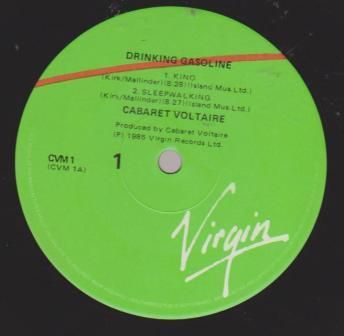 DRINKING GASOLINE
1. KINO
(Kirk/Mallinder)(8.28)(Island Mus.Ltd.)
2. SLEEPWALKING
(Kirk/Mallinder)(8.27)(Island Mus.Ltd.)
CABARET VOLTAIRE
Produced by Cabaret Voltaire
(P) 1985 Virgin Records Ltd.
CVM 1
(CVM 1A)
1
Virgin